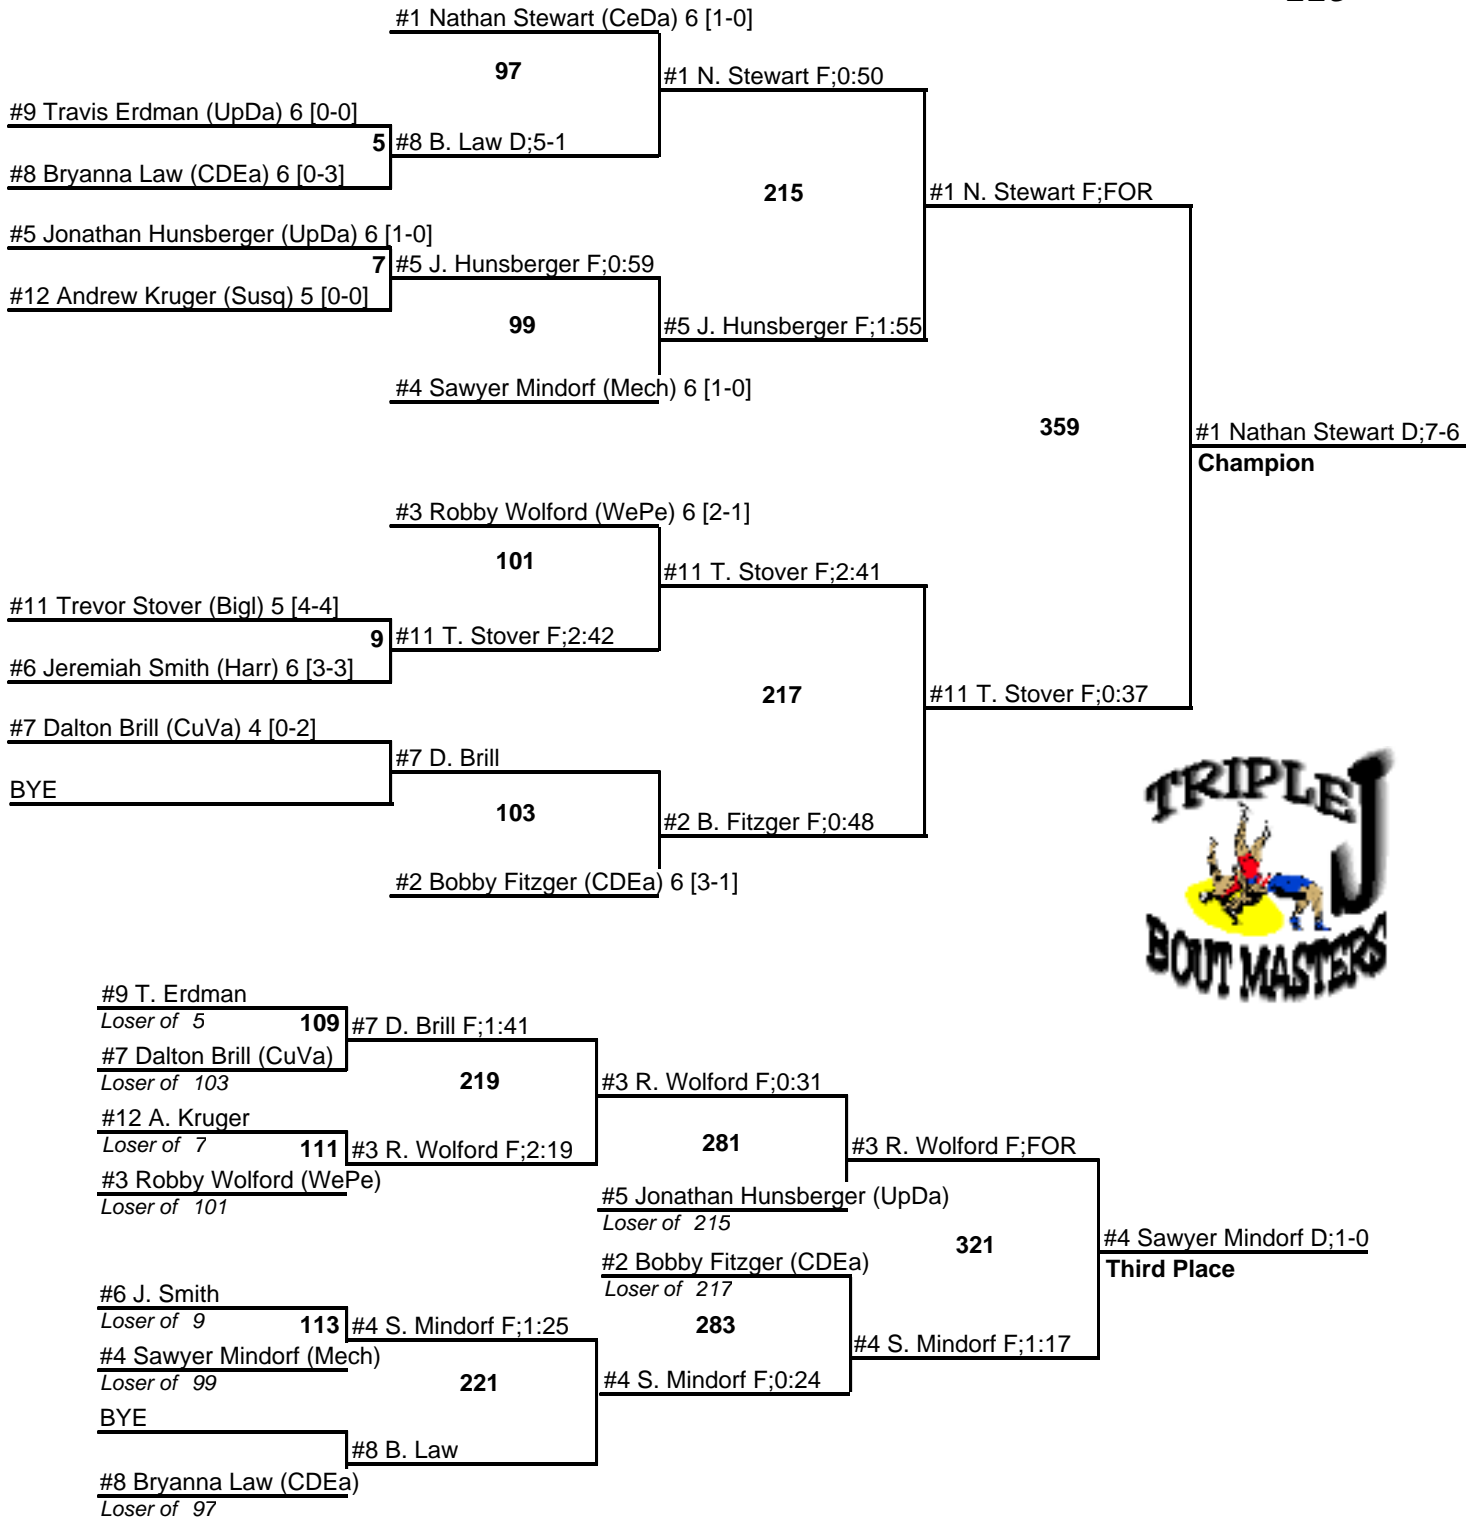 #1 Nathan Stewart (CeDa) 6 [1-0]
97
#1 N. Stewart F;0:50
#9 Travis Erdman (UpDa) 6 [0-0]
5
#8 B. Law D;5-1
#8 Bryanna Law (CDEa) 6 [0-3]
215
#1 N. Stewart F;FOR
#5 Jonathan Hunsberger (UpDa) 6 [1-0]
7
#5 J. Hunsberger F;0:59
#12 Andrew Kruger (Susq) 5 [0-0]
99
#5 J. Hunsberger F;1:55
#4 Sawyer Mindorf (Mech) 6 [1-0]
359
#1 Nathan Stewart D;7-6
Champion
#3 Robby Wolford (WePe) 6 [2-1]
101
#11 T. Stover F;2:41
#11 Trevor Stover (Bigl) 5 [4-4]
9
#11 T. Stover F;2:42
#6 Jeremiah Smith (Harr) 6 [3-3]
217
#11 T. Stover F;0:37
#7 Dalton Brill (CuVa) 4 [0-2]
#7 D. Brill
BYE
103
#2 B. Fitzger F;0:48
#2 Bobby Fitzger (CDEa) 6 [3-1]
TRIPLE J
BOUT MASTERS
#9 T. Erdman
Loser of 5
109
#7 D. Brill F;1:41
#7 Dalton Brill (CuVa)
Loser of 103
219
#3 R. Wolford F;0:31
#12 A. Kruger
Loser of 7
111
#3 R. Wolford F;2:19
281
#3 R. Wolford F;FOR
#3 Robby Wolford (WePe)
Loser of 101
#5 Jonathan Hunsberger (UpDa)
Loser of 215
321
#4 Sawyer Mindorf D;1-0
Third Place
#2 Bobby Fitzger (CDEa)
Loser of 217
#6 J. Smith
Loser of 9
113
#4 S. Mindorf F;1:25
283
#4 S. Mindorf F;1:17
#4 Sawyer Mindorf (Mech)
Loser of 99
221
#4 S. Mindorf F;0:24
BYE
#8 B. Law
#8 Bryanna Law (CDEa)
Loser of 97